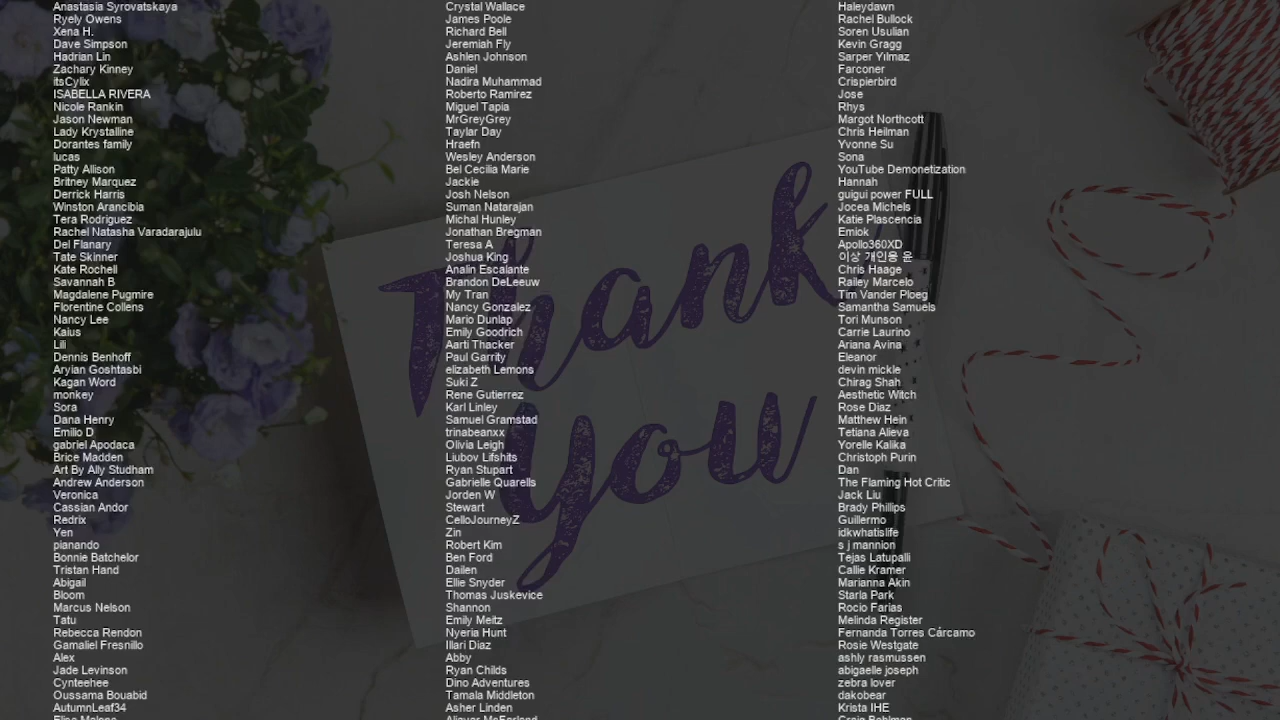 Anastasia Syrovatskaya
Ryely Owens
Xena H.
Dave Simpson
Hadrian Lin
Zachary Kinney
itsCylix
ISABELLA RIVERA
Nicole Rankin
Jason Newman
Lady Krystalline
Dorantes family
lucas
Patty Allison
Britney Marquez
Derrick Harris
Winston Arancibia
Tera Rodriguez
Rachel Natasha Varadarajulu
Del Flanary
Tate Skinner
Kate Rochell
Savannah B
Magdalene Pugmire
Florentine Collens
Nancy Lee
Kaius
Lili
Dennis Benhoff
Aryian Goshtasbi
Kagan Word
monkey
Sora
Dana Henry
Emilio D
gabriel Apodaca
Brice Madden
Art By Ally Studham
Andrew Anderson
Veronica
Cassian Andor
Redrix
Yen
pianando
Bonnie Batchelor
Tristan Hand
Abigail
Bloom
Marcus Nelson
Tatu
Rebecca Rendon
Gamaliel Fresnillo
Alex
Jade Levinson
Cynteehee
Oussama Bouabid
AutumnLeaf34
Crystal Wallace
James Poole
Richard Bell
Jeremiah Fly
Ashlen Johnson
Daniel
Nadira Muhammad
Roberto Ramirez
Miguel Tapia
MrGreyGrey
Taylar Day
Hraefn
Wesley Anderson
Bel Cecilia Marie
Jackie
Josh Nelson
Suman Natarajan
Michal Hunley
Jonathan Bregman
Teresa A
Joshua King
Analin Escalante
Brandon DeLeeuw
My Tran
Nancy Gonzalez
Mario Dunlap
Emily Goodrich
Aarti Thacker
Paul Garrity
elizabeth Lemons
Suki Z
Rene Gutierrez
Karl Linley
Samuel Gramstad
trinabeanxx
Olivia Leigh
Liubov Lifshits
Ryan Stupart
Gabrielle Quarells
Jorden W
Stewart
CelloJourneyZ
Zin
Robert Kim
Ben Ford
Dailen
Ellie Snyder
Thomas Juskevice
Shannon
Emily Meitz
Nyeria Hunt
Illari Diaz
Abby
Ryan Childs
Dino Adventures
Tamala Middleton
Asher Linden
Haleydawn
Rachel Bullock
Soren Usulian
Kevin Gragg
Sarper Yılmaz
Farconer
Crispierbird
Jose
Rhys
Margot Northcott
Chris Heilman
Yvonne Su
Sona
YouTube Demonetization
Hannah
guigui power FULL
Jocea Michels
Katie Plascencia
Emiok
Apollo360XD
이상 개인용 윤
Chris Haage
Ralley Marcelo
Tim Vander Ploeg
Samantha Samuels
Tori Munson
Carrie Laurino
Ariana Avina
Eleanor
devin mickle
Chirag Shah
Aesthetic Witch
Rose Diaz
Matthew Hein
Tetiana Alieva
Yorelle Kalika
Christoph Purin
Dan
The Flaming Hot Critic
Jack Liu
Brady Phillips
Guillermo
idkwhatislife
s j mannion
Tejas Latupalli
Callie Kramer
Marianna Akin
Starla Park
Rocio Farias
Melinda Register
Fernanda Torres Cárcamo
Rosie Westgate
ashly rasmussen
abigaelle joseph
zebra lover
dakobear
Krista IHE
Thank
You